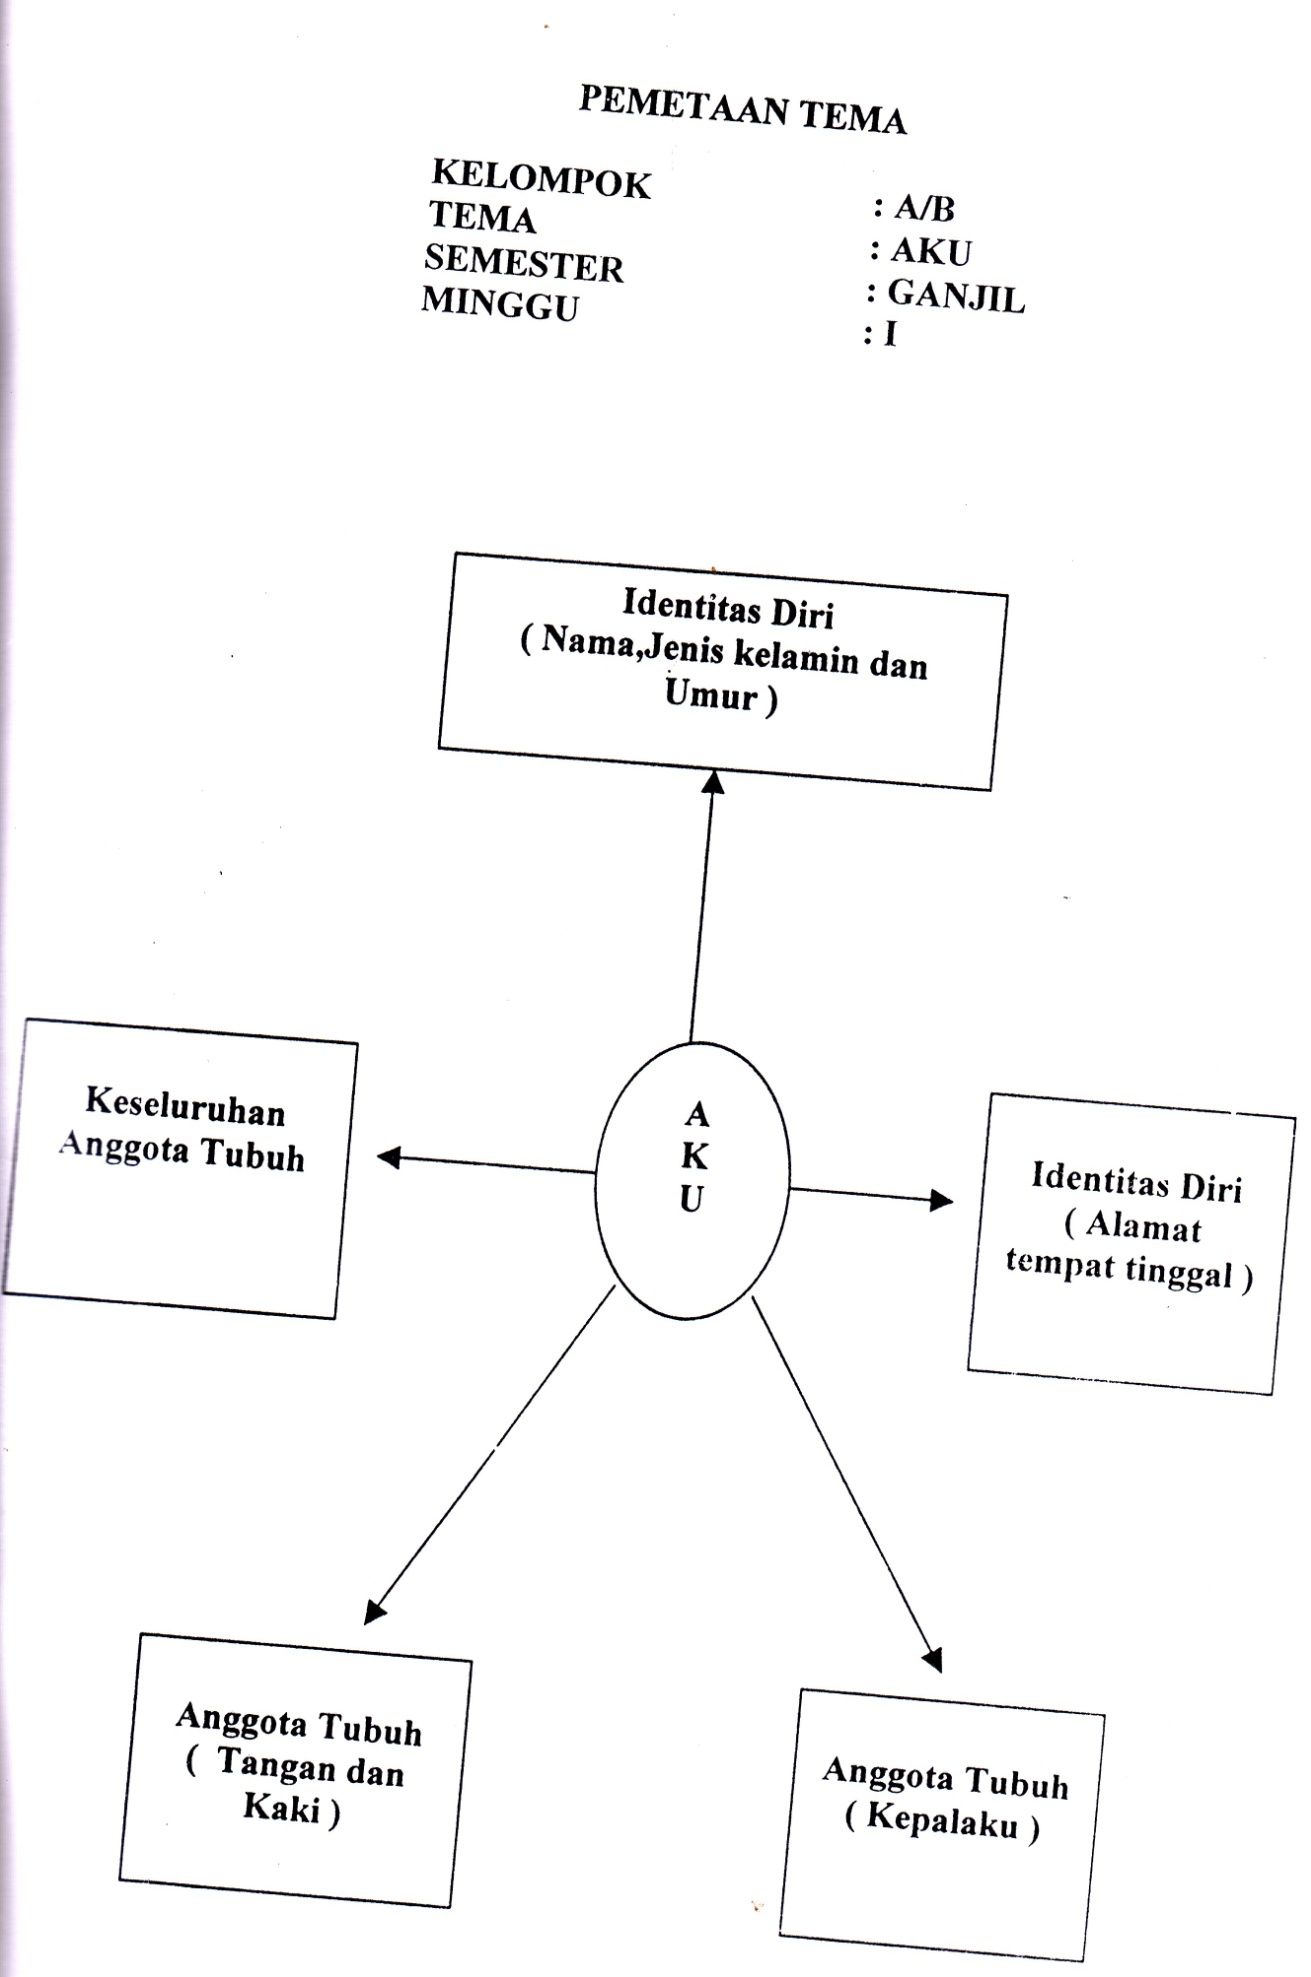 PEMETAAN TEMA
KELOMPOK : A/B
TEMA : AKU
SEMESTER : GANJIL
MINGGU : I
Identitas Diri
( Nama,Jenis kelamin dan
Umur )
Keseluruhan
Anggota Tubuh
A
K
U
Identitas Diri
( Alamat
tempat tinggal )
Anggota Tubuh
( Tangan dan
Kaki )
Anggota Tubuh
( Kepalaku )